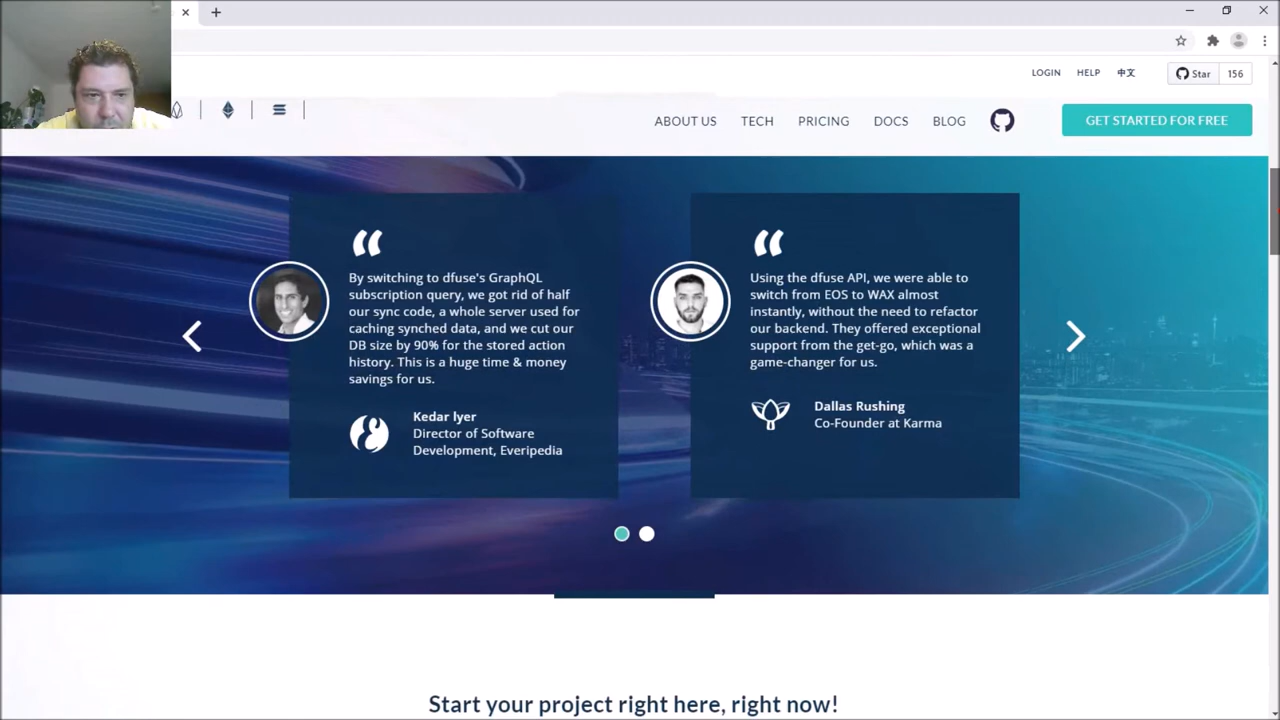 LOGIN HELP 中文 Star 156
ABOUT US TECH PRICING DOCS BLOG GET STARTED FOR FREE
By switching to dfuse's GraphQL
subscription query, we got rid of half
our sync code, a whole server used for
caching synched data, and we cut our
DB size by 90% for the stored action
history. This is a huge time & money
savings for us.
Kedar Iyer
Director of Software
Development, Everipedia
Using the dfuse API, we were able to
switch from EOS to WAX almost
instantly, without the need to refactor
our backend. They offered exceptional
support from the get-go, which was a
game-changer for us.
Dallas Rushing
Co-Founder at Karma
Start your project right here, right now!